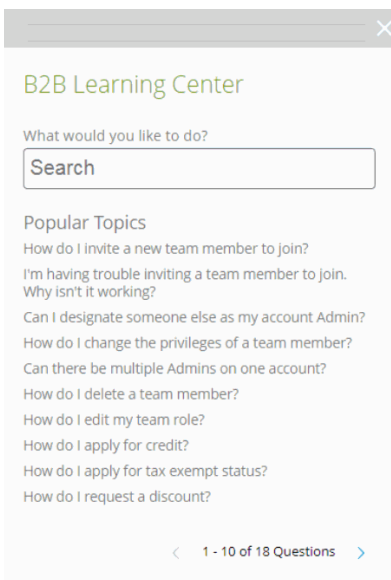 B2B Learning Center
What would you like to do?
Search
Popular Topics
How do I invite a new team member to join?
I'm having trouble inviting a team member to join.
Why isn't it working?
Can I designate someone else as my account Admin?
How do I change the privileges of a team member?
Can there be multiple Admins on one account?
How do I delete a team member?
How do I edit my team role?
How do I apply for credit?
How do I apply for tax exempt status?
How do I request a discount?
1 - 10 of 18 Questions